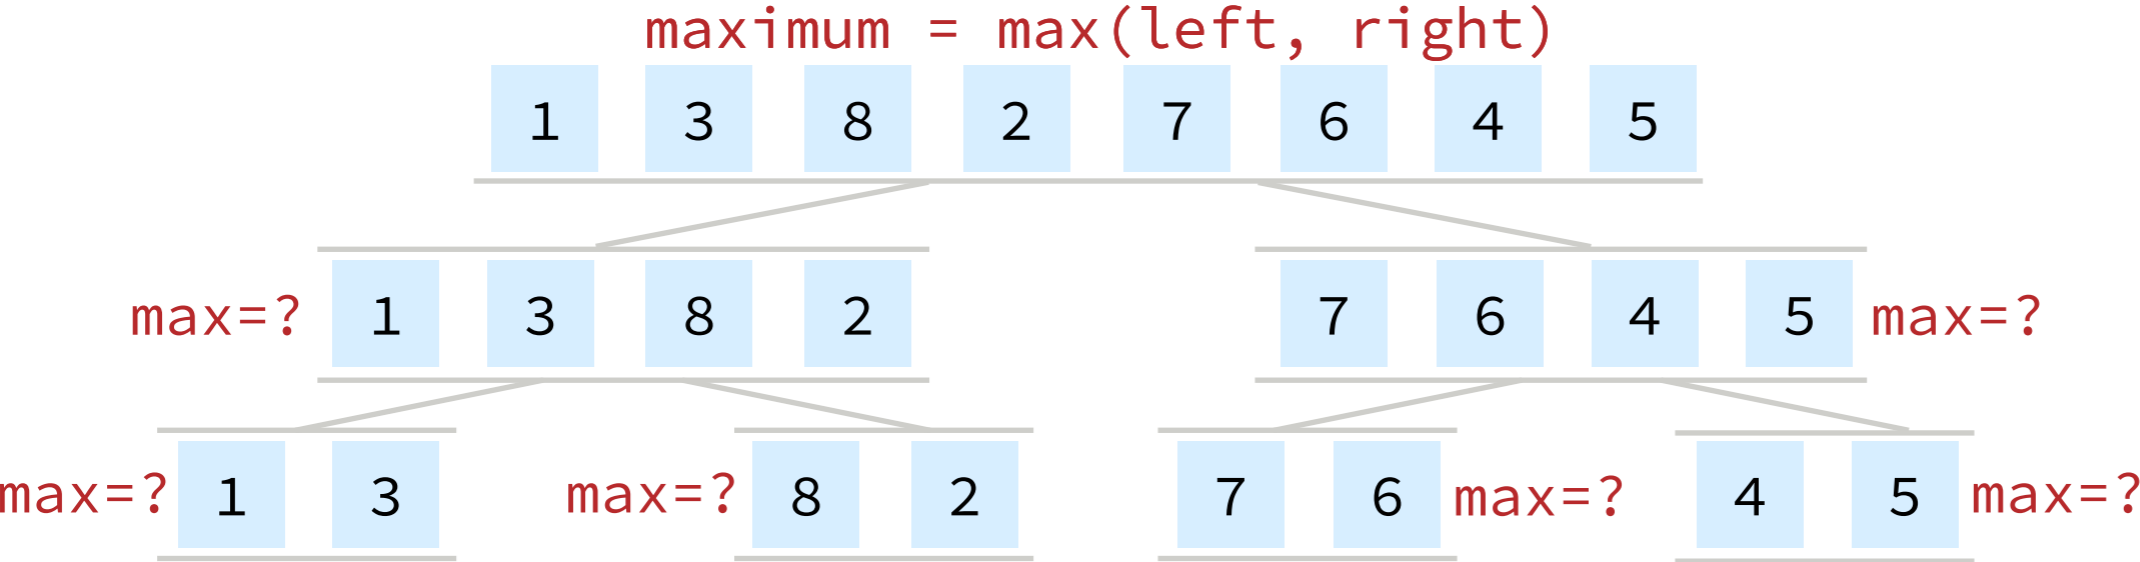 maximum = max(left, right)
1 3 8 2 7 6 4 5
max=? 1 3 8 2 7 6 4 5 max=?
max=? 1 3 max=? 8 2 7 6 max=? 4 5 max=?